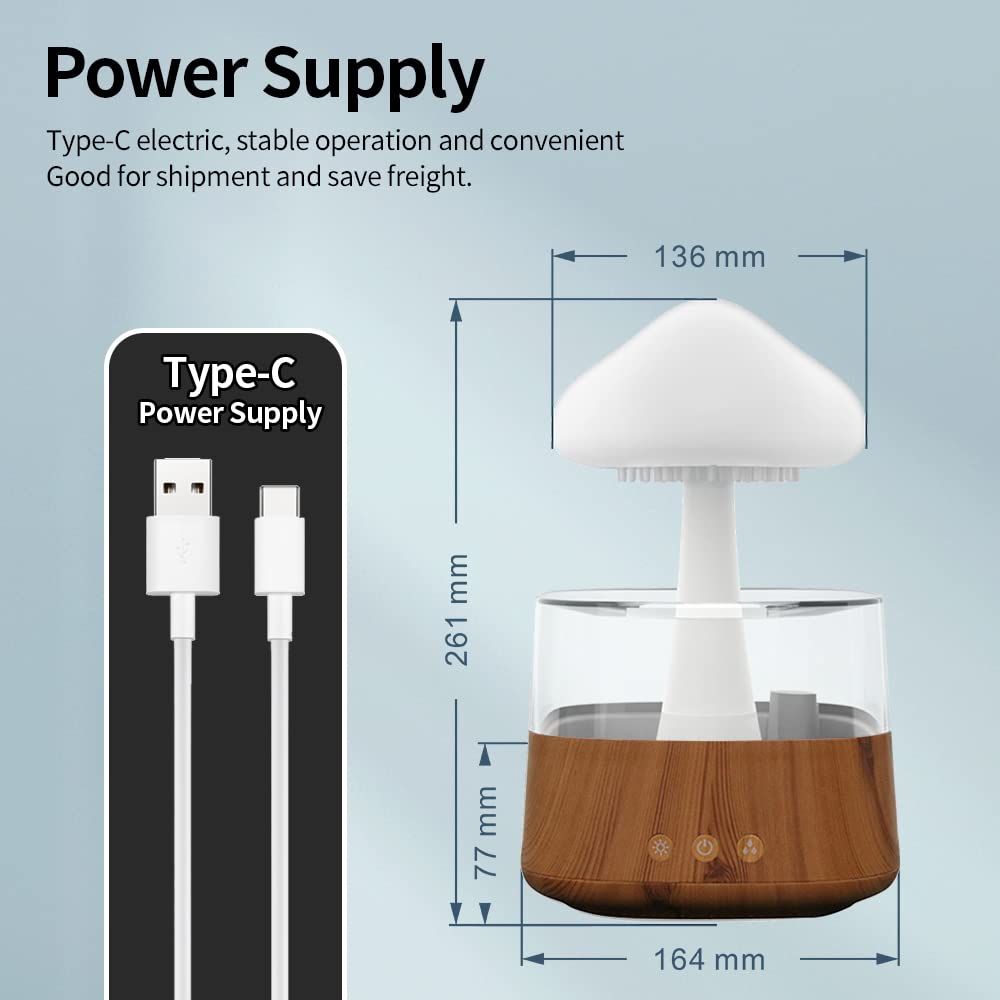 Power Supply
Type-C electric, stable operation and convenient
Good for shipment and save freight.
Type-C
Power Supply
136 mm
261 mm
77 mm
164 mm